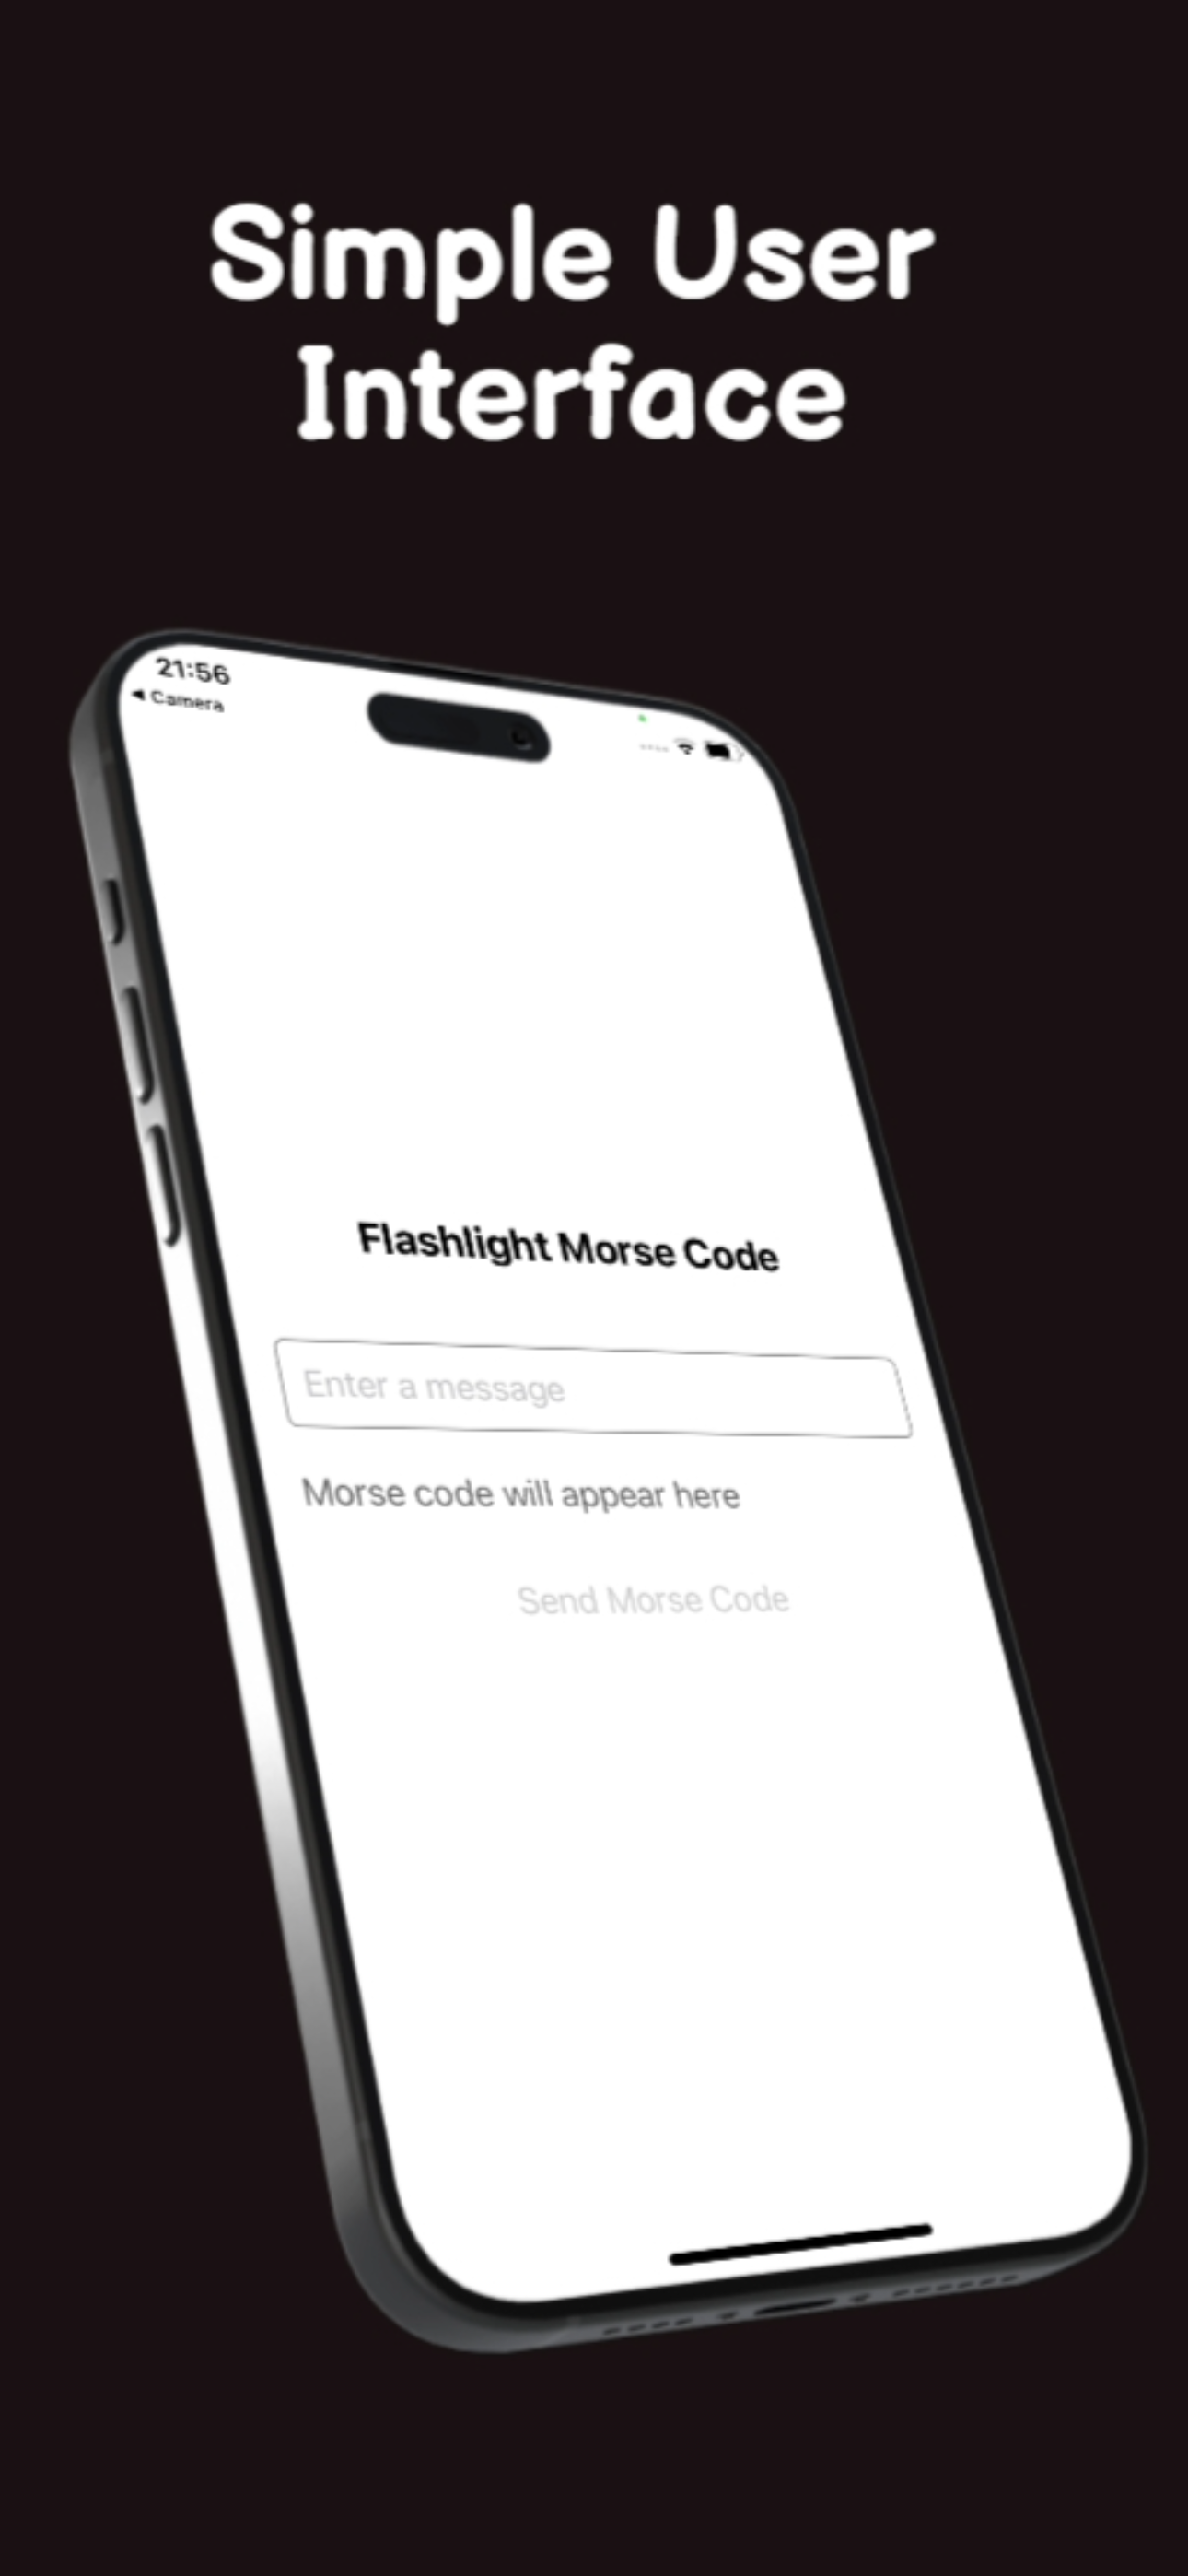 Simple User
Interface
21:56
◀ Camera
Flashlight Morse Code
Enter a message
Morse code will appear here
Send Morse Code